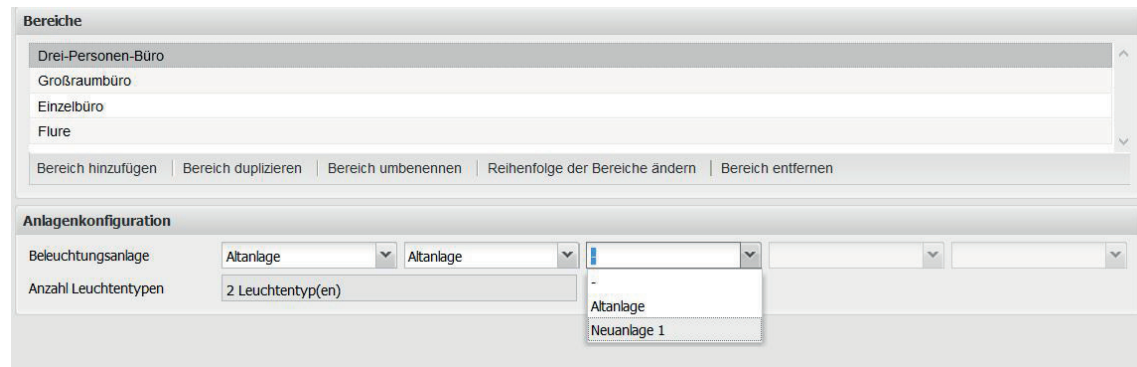 Bereiche
Drei-Personen-Büro
Großraumbüro
Einzelbüro
Flure
Bereich hinzufügen | Bereich duplizieren | Bereich umbenennen | Reihenfolge der Bereiche ändern | Bereich entfernen
Anlagenkonfiguration
Beleuchtungsanlage Altanlage Altanlage -
Anzahl Leuchtentypen 2 Leuchtentyp(en)
-
Altanlage
Neuanlage 1